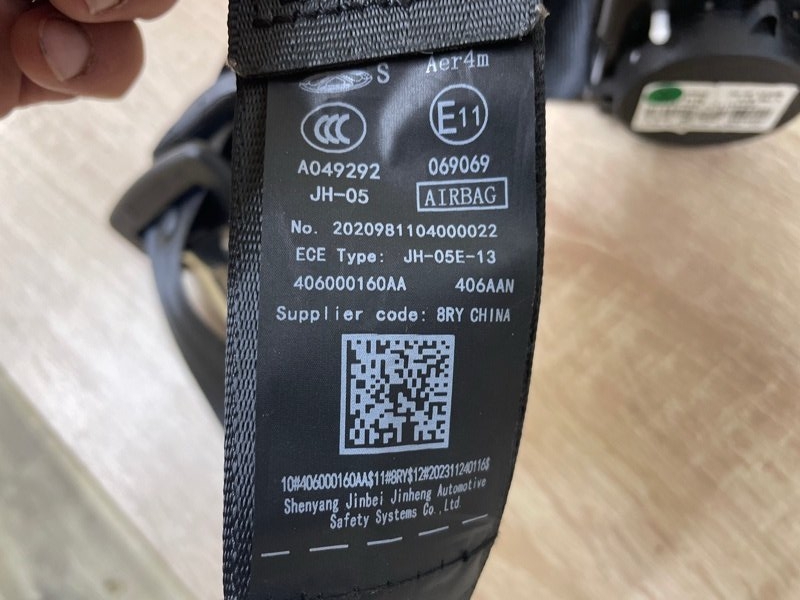 S Aer4m
CCC E11
A049292 069069
JH-05 AIRBAG
No. 2020981104000022
ECE Type: JH-05E-13
406000160AA 406AAN
Supplier code: 8RY CHINA
10#406000160AA$11#8RY$12#202311240116$
Shenyang Jinbei Jinheng Automotive
Safety Systems Co.,Ltd.